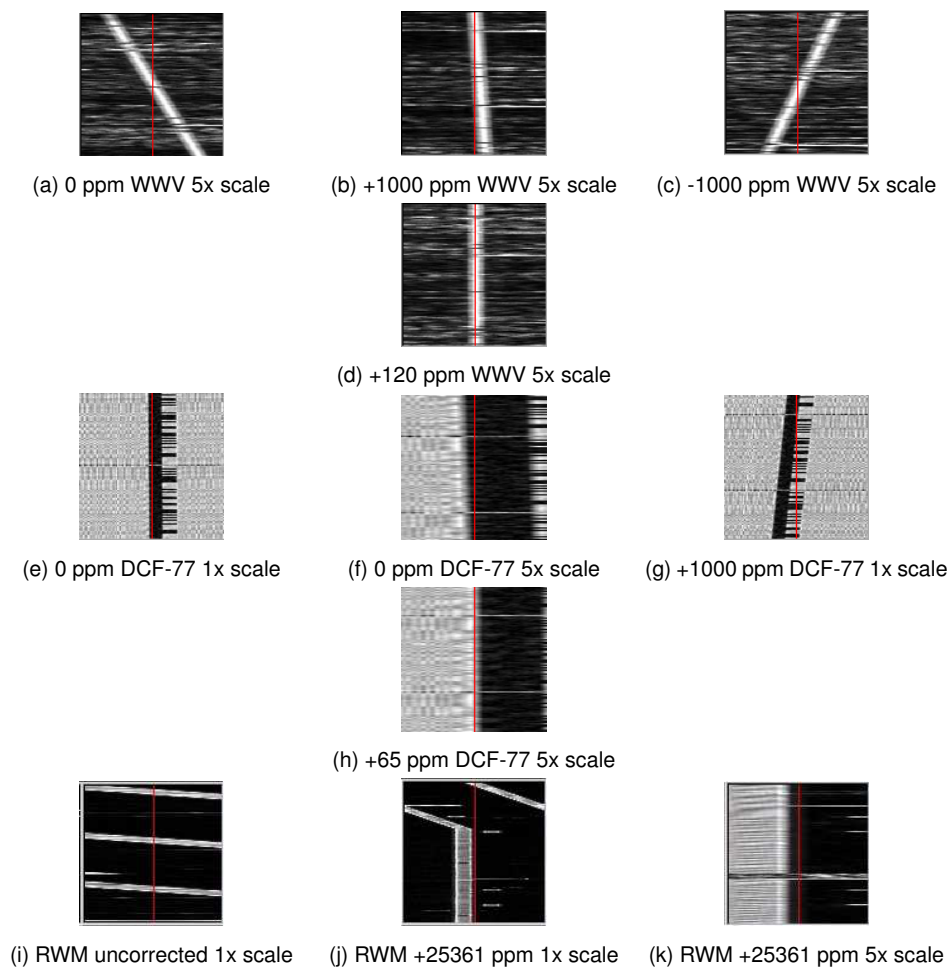 (a) 0 ppm WWV 5x scale
(b) +1000 ppm WWV 5x scale
(c) -1000 ppm WWV 5x scale
(d) +120 ppm WWV 5x scale
(e) 0 ppm DCF-77 1x scale
(f) 0 ppm DCF-77 5x scale
(g) +1000 ppm DCF-77 1x scale
(h) +65 ppm DCF-77 5x scale
(i) RWM uncorrected 1x scale
(j) RWM +25361 ppm 1x scale
(k) RWM +25361 ppm 5x scale